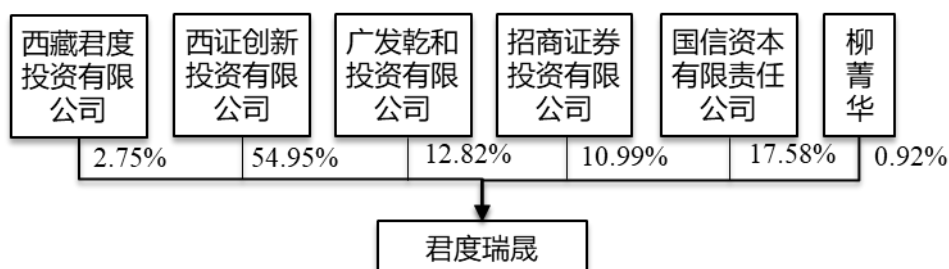 西藏君度
投资有限
公司
西证创新
投资有限
公司
广发乾和
投资有限
公司
招商证券
投资有限
公司
国信资本
有限责任
公司
柳
菁
华
2.75%
54.95%
12.82%
10.99%
17.58%
0.92%
君度瑞晟